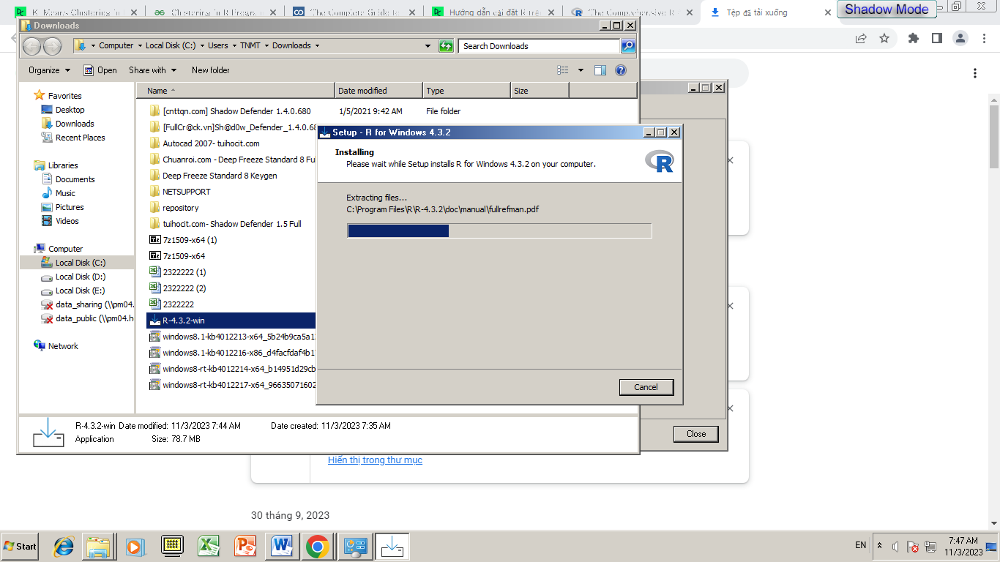 K- Means Clustering in
Clustering in R Program
The Complete Guide to
Hướng dẫn cài đặt R trên
The Comprehensive R
Tệp đã tải xuống
Shadow Mode
Downloads
Computer Local Disk (C:) Users TNMT Downloads
Search Downloads
Organize
Open
Share with
New folder
Favorites
Desktop
Downloads
Recent Places
Libraries
Documents
Music
Pictures
Videos
Computer
Local Disk (C:)
Local Disk (D:)
Local Disk (E:)
data_sharing (\\pm04.
data_public (\\pm04.h
Network
Name Date modified Type Size
[cnttqn.com] Shadow Defender 1.4.0.680 1/5/2021 9:42 AM File folder
[FullCr@ck.vn]Sh@d0w_Defender_1.4.0.68
Autocad 2007- tuihocit.com
Chuanroi.com - Deep Freeze Standard 8 Ful
Deep Freeze Standard 8 Keygen
NETSUPPORT
repository
tuihocit.com- Shadow Defender 1.5 Full
7z1509-x64 (1)
7z1509-x64
2322222 (1)
2322222 (2)
2322222
R-4.3.2-win
windows8.1-kb4012213-x64_5b24b9ca5a1
windows8.1-kb4012216-x86_d4facfdaf4b1
windows8-rt-kb4012214-x64_b14951d29cb
windows8-rt-kb4012217-x64_96635071602
Setup - R for Windows 4.3.2
Installing
Please wait while Setup installs R for Windows 4.3.2 on your computer.
R
Extracting files...
C:\Program Files\R\R-4.3.2\doc\manual\fullrefman.pdf
Cancel
R-4.3.2-win Date modified: 11/3/2023 7:44 AM Date created: 11/3/2023 7:35 AM
Application Size: 78.7 MB
Close
Hiển thị trong thư mục
30 tháng 9, 2023
Start
EN
7:47 AM
11/3/2023